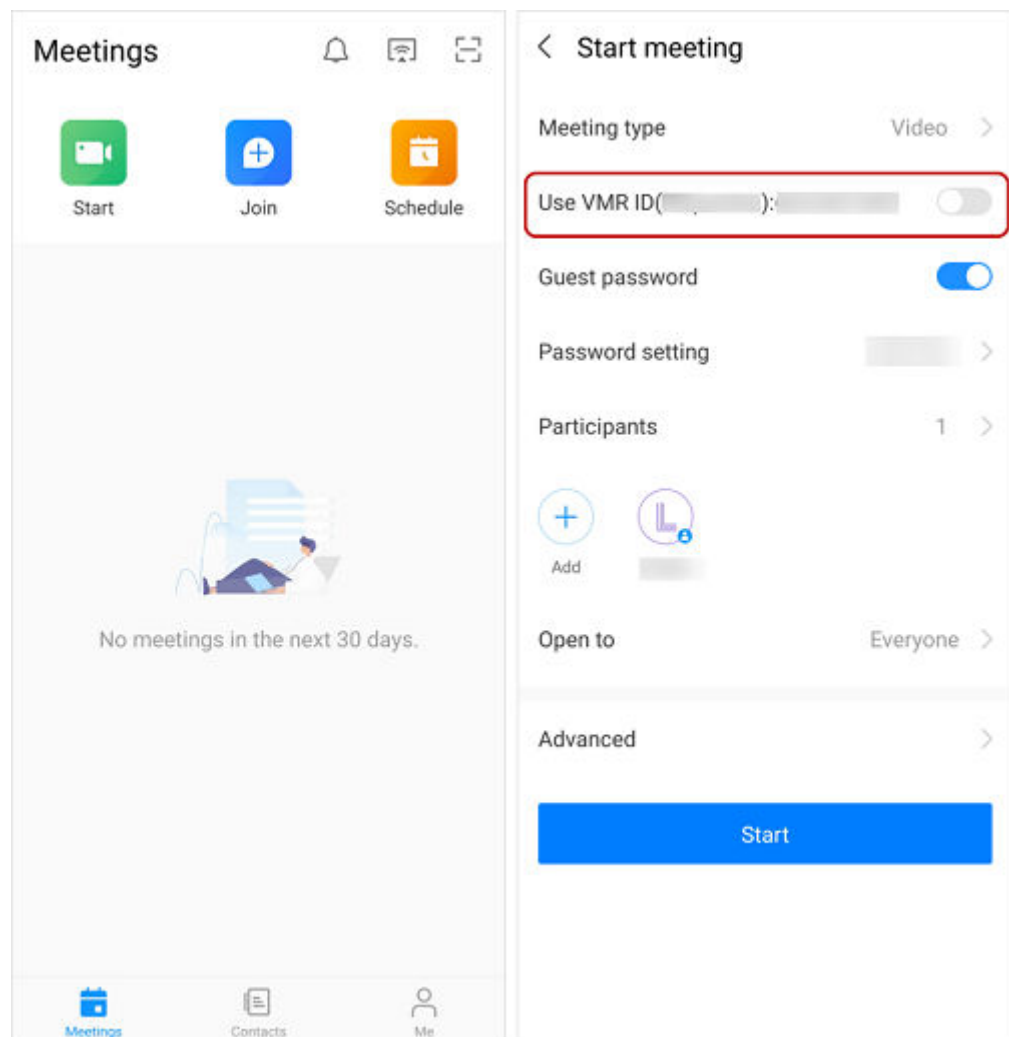 Meetings
Start
Join
Schedule
No meetings in the next 30 days.
Meetings
Contacts
Me
Start meeting
Meeting type
Video
Use VMR ID( ):
Guest password
Password setting
Participants
1
Add
L
Open to
Everyone
Advanced
Start